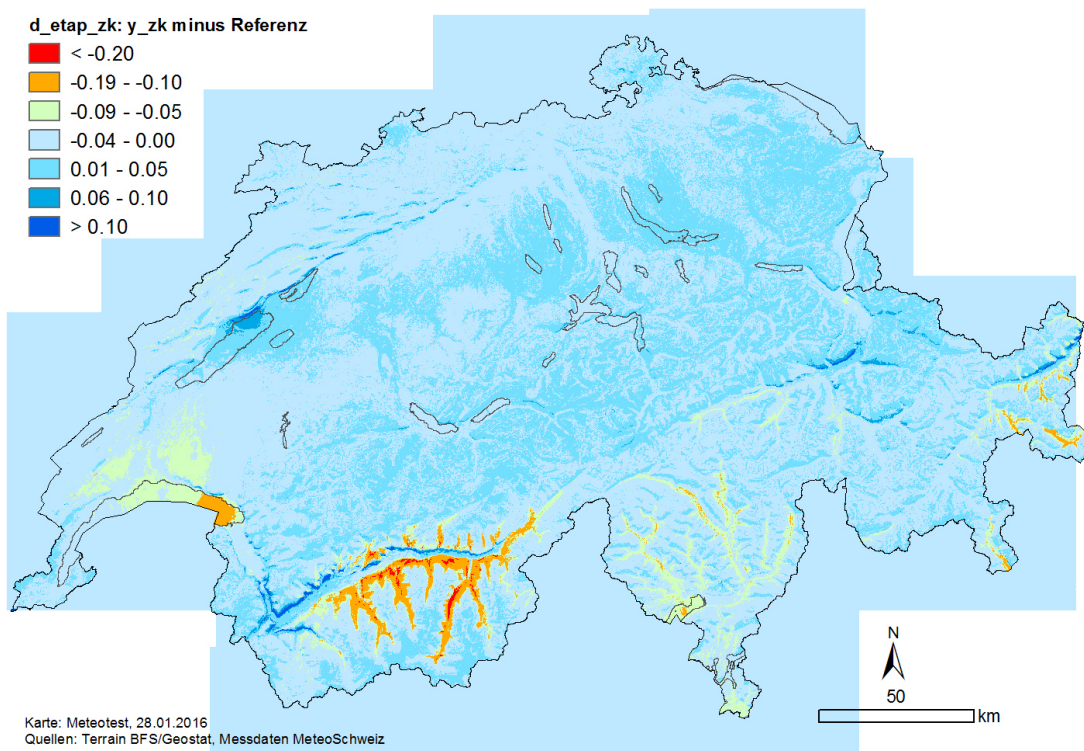 d_etap_zk: y_zk minus Referenz
< -0.20
-0.19 - -0.10
-0.09 - -0.05
-0.04 - 0.00
0.01 - 0.05
0.06 - 0.10
> 0.10
N
50
km
Karte: Meteotest, 28.01.2016
Quellen: Terrain BFS/Geostat, Messdaten MeteoSchweiz